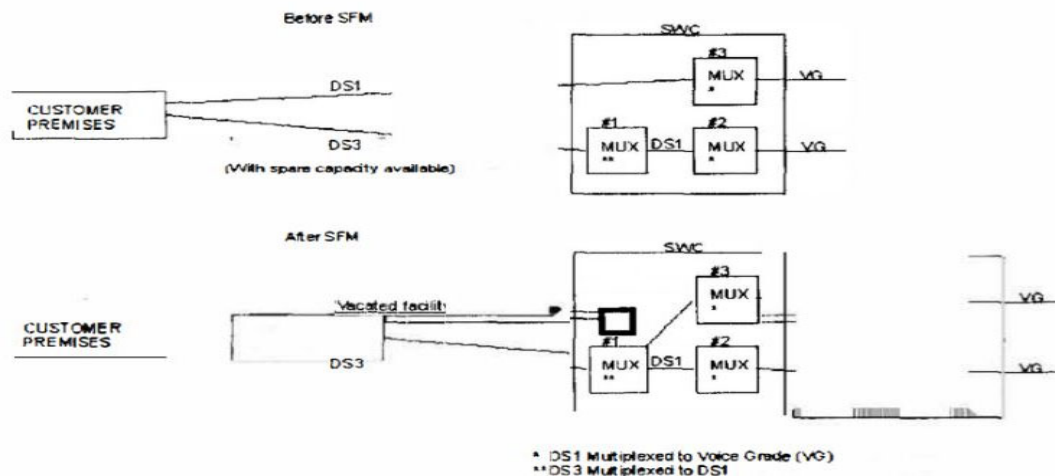 Before SFM
SWC
#3
MUX
*
VG
DS1
CUSTOMER
PREMISES
DS3
(With spare capacity available)
#1
MUX
**
DS1
#2
MUX
*
VG
After SFM
SWC
#3
MUX
*
VG
Vacated facility
CUSTOMER
PREMISES
DS3
#1
MUX
**
DS1
#2
MUX
*
VG
* DS1 Multiplexed to Voice Grade (VG)
** DS3 Multiplexed to DS1